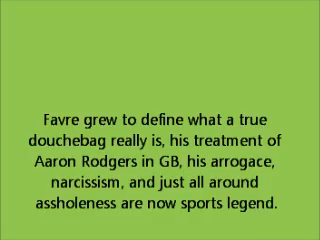 Favre grew to define what a true
douchebag really is, his treatment of
Aaron Rodgers in GB, his arrogace,
narcissism, and just all around
assholeness are now sports legend.